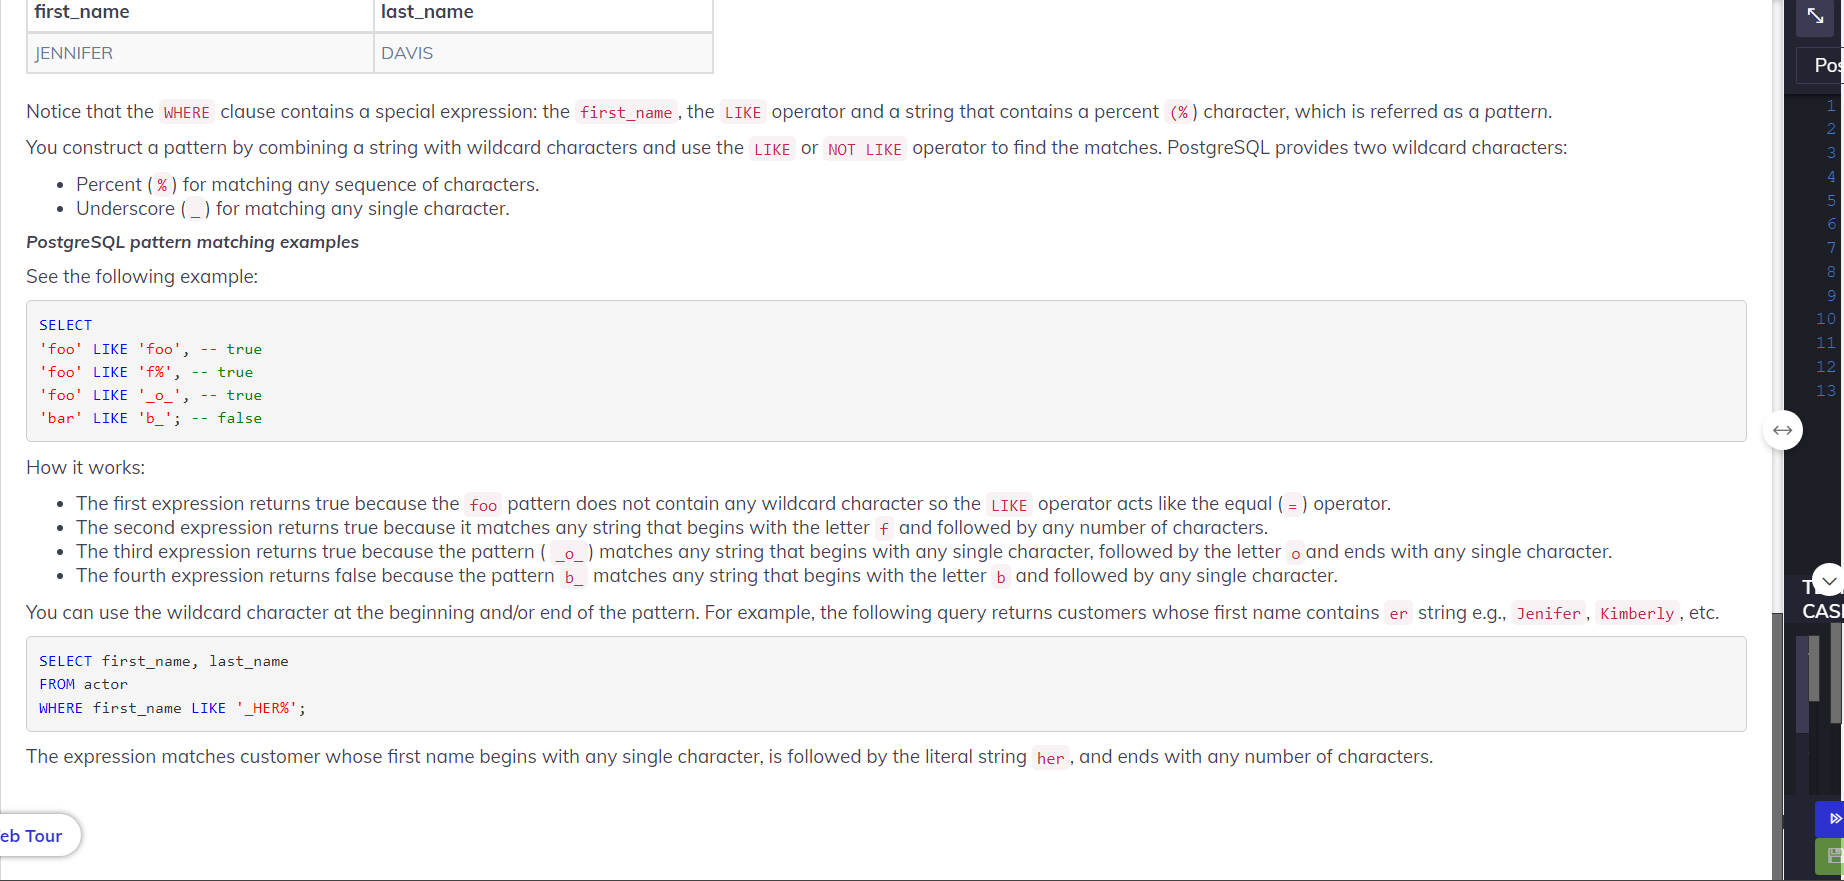 first_name last_name
JENNIFER DAVIS
Notice that the WHERE clause contains a special expression: the first_name, the LIKE operator and a string that contains a percent (%) character, which is referred as a pattern.
You construct a pattern by combining a string with wildcard characters and use the LIKE or NOT LIKE operator to find the matches. PostgreSQL provides two wildcard characters:
• Percent (%) for matching any sequence of characters.
• Underscore (_) for matching any single character.
PostgreSQL pattern matching examples
See the following example:
SELECT
'foo' LIKE 'foo', -- true
'foo' LIKE 'f%', -- true
'foo' LIKE '_o_', -- true
'bar' LIKE 'b_'; -- false
How it works:
• The first expression returns true because the foo pattern does not contain any wildcard character so the LIKE operator acts like the equal (=) operator.
• The second expression returns true because it matches any string that begins with the letter f and followed by any number of characters.
• The third expression returns true because the pattern (_o_) matches any string that begins with any single character, followed by the letter o and ends with any single character.
• The fourth expression returns false because the pattern b_ matches any string that begins with the letter b and followed by any single character.
You can use the wildcard character at the beginning and/or end of the pattern. For example, the following query returns customers whose first name contains er string e.g., Jenifer, Kimberly, etc.
SELECT first_name, last_name
FROM actor
WHERE first_name LIKE '_HER%';
The expression matches customer whose first name begins with any single character, is followed by the literal string her, and ends with any number of characters.
eb Tour
Pos
1
2
3
4
5
6
7
8
9
10
11
12
13
CAS